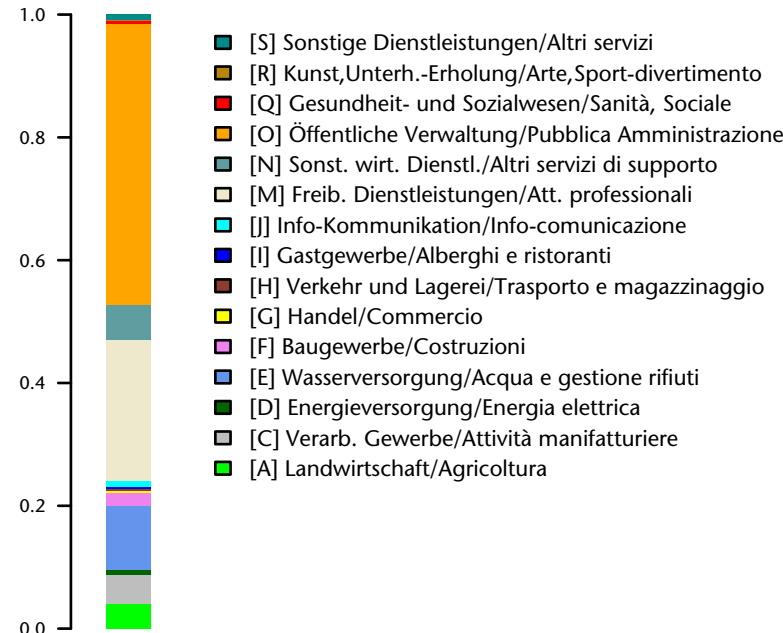 1.0
0.8
0.6
0.4
0.2
0.0
[S] Sonstige Dienstleistungen/Altri servizi
[R] Kunst,Unterh.-Erholung/Arte,Sport-divertimento
[Q] Gesundheit- und Sozialwesen/Sanità, Sociale
[O] Öffentliche Verwaltung/Pubblica Amministrazione
[N] Sonst. wirt. Dienstl./Altri servizi di supporto
[M] Freib. Dienstleistungen/Att. professionali
[J] Info-Kommunikation/Info-comunicazione
[I] Gastgewerbe/Alberghi e ristoranti
[H] Verkehr und Lagerei/Trasporto e magazzinaggio
[G] Handel/Commercio
[F] Baugewerbe/Costruzioni
[E] Wasserversorgung/Acqua e gestione rifiuti
[D] Energieversorgung/Energia elettrica
[C] Verarb. Gewerbe/Attività manifatturiere
[A] Landwirtschaft/Agricoltura